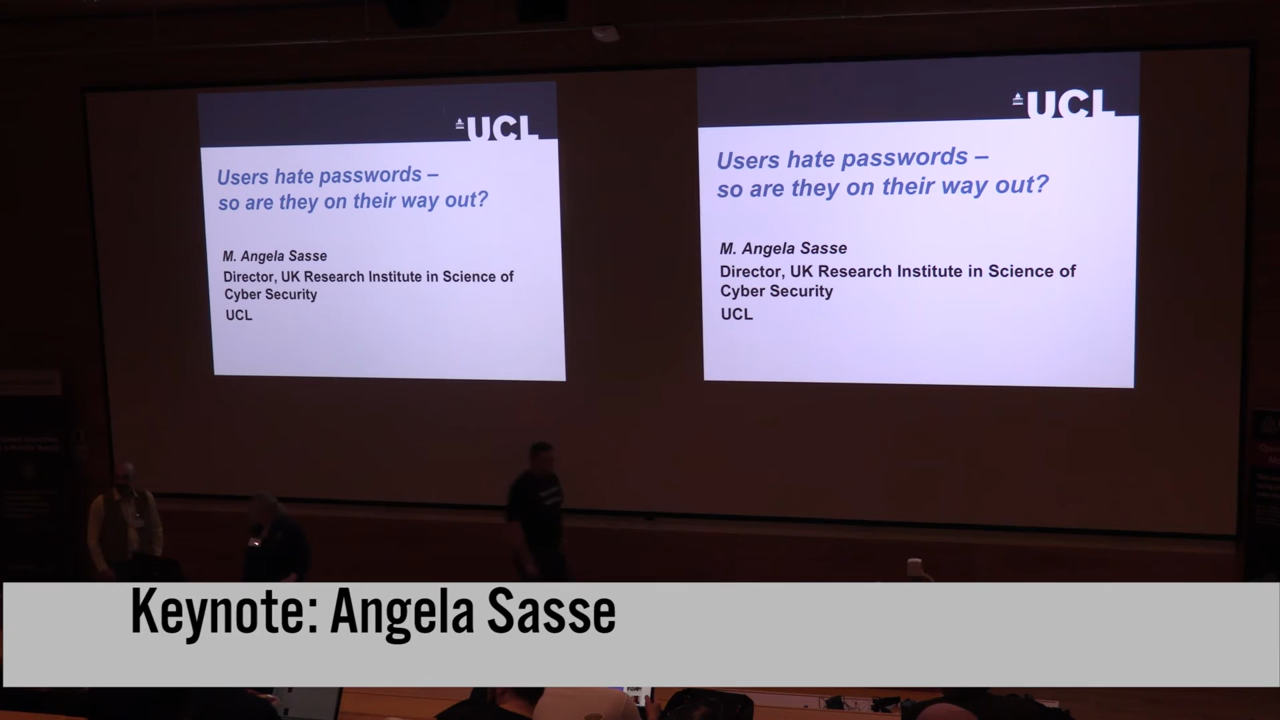 UCL
Users hate passwords –
so are they on their way out?
M. Angela Sasse
Director, UK Research Institute in Science of
Cyber Security
UCL
UCL
Users hate passwords –
so are they on their way out?
M. Angela Sasse
Director, UK Research Institute in Science of
Cyber Security
UCL
Keynote: Angela Sasse